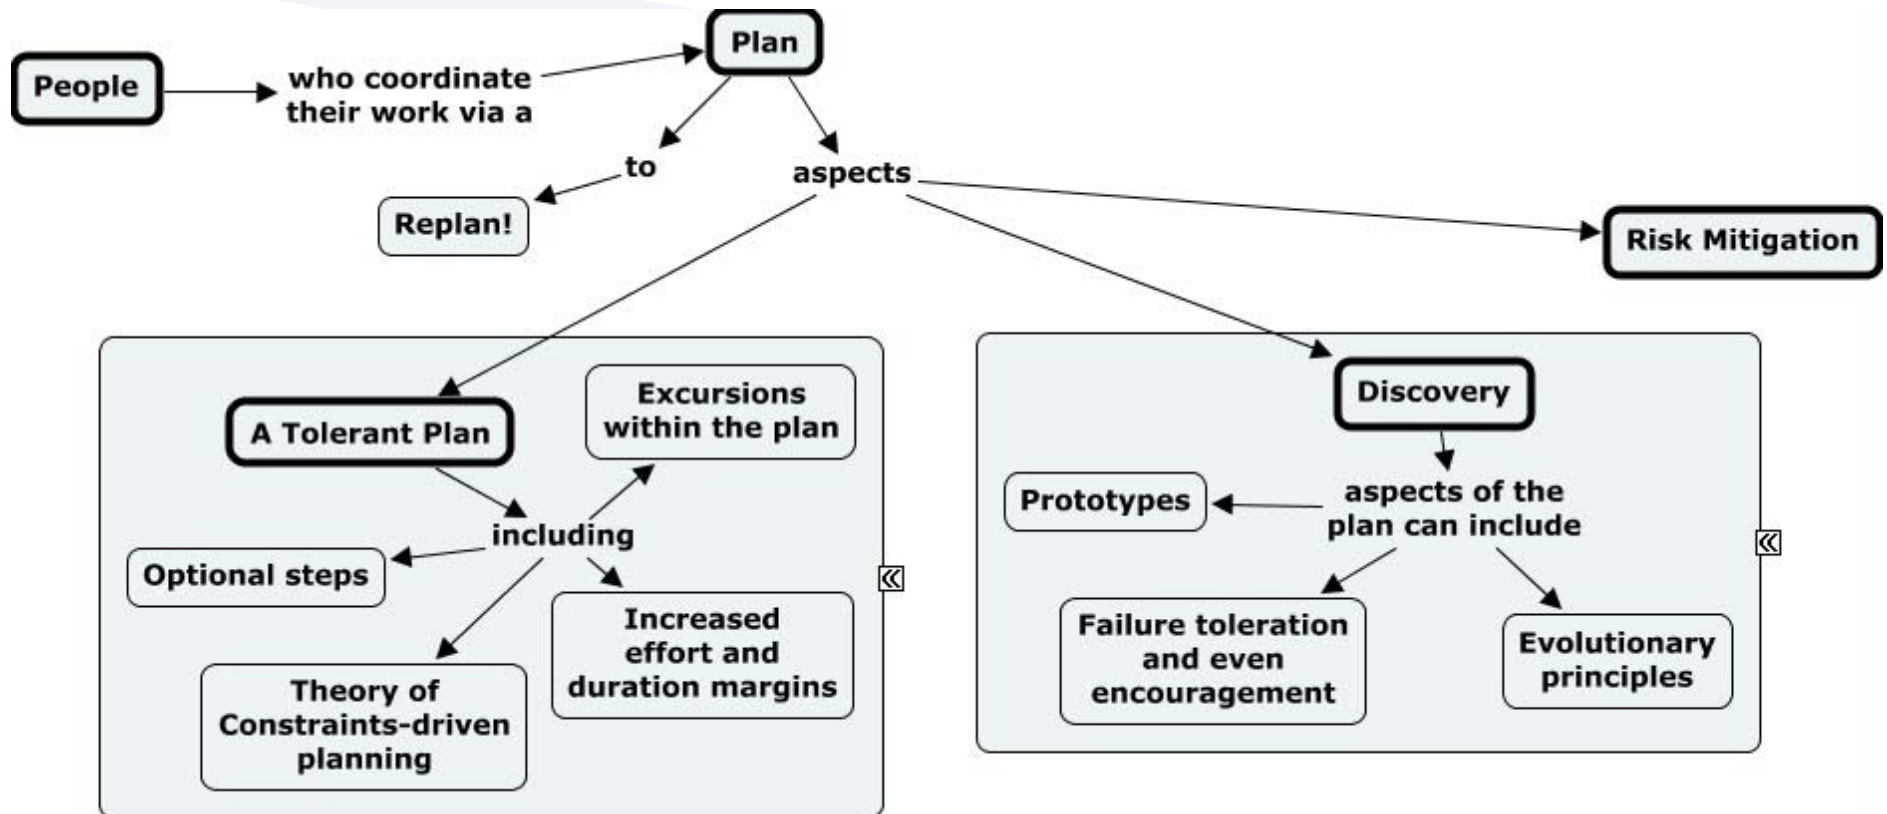 Plan
People
who coordinate
their work via a
to
aspects
Replan!
Risk Mitigation
A Tolerant Plan
Excursions
within the plan
including
Optional steps
Increased
effort and
duration margins
Theory of
Constraints-driven
planning
Discovery
Prototypes
aspects of the
plan can include
Failure toleration
and even
encouragement
Evolutionary
principles